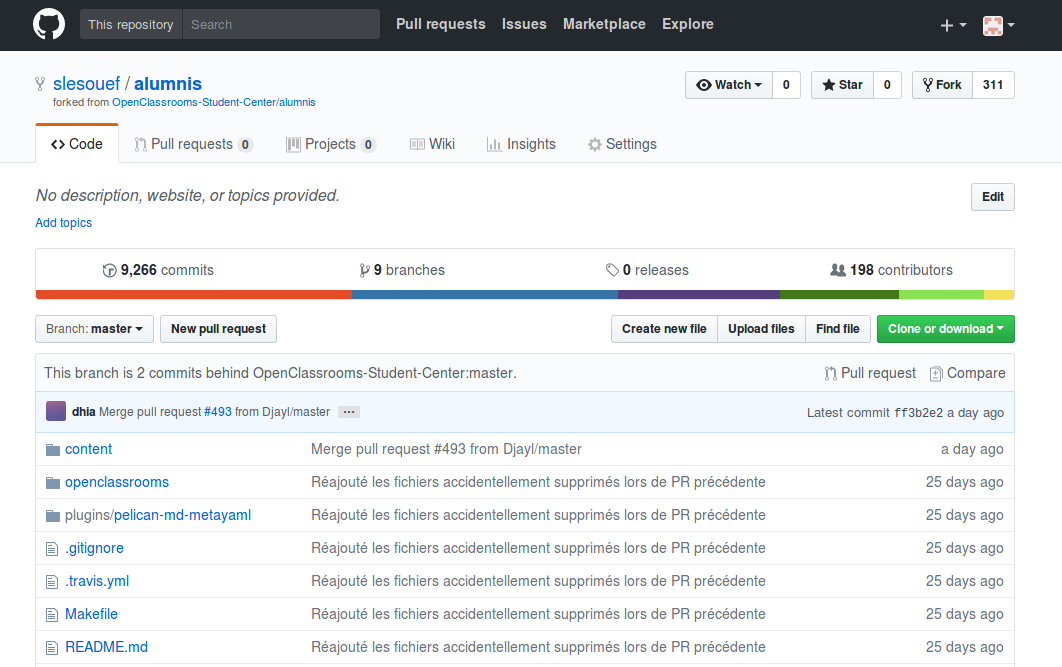 This repository Search Pull requests Issues Marketplace Explore
slesouef / alumnis Watch 0 Star 0 Fork 311
forked from OpenClassrooms-Student-Center/alumnis
Code Pull requests 0 Projects 0 Wiki Insights Settings
No description, website, or topics provided. Edit
Add topics
9,266 commits 9 branches 0 releases 198 contributors
Branch: master New pull request Create new file Upload files Find file Clone or download
This branch is 2 commits behind OpenClassrooms-Student-Center:master. Pull request Compare
dhia Merge pull request #493 from Djayl/master ... Latest commit ff3b2e2 a day ago
content Merge pull request #493 from Djayl/master a day ago
openclassrooms Réajouté les fichiers accidentellement supprimés lors de PR précédente 25 days ago
plugins/pelican-md-metayaml Réajouté les fichiers accidentellement supprimés lors de PR précédente 25 days ago
.gitignore Réajouté les fichiers accidentellement supprimés lors de PR précédente 25 days ago
.travis.yml Réajouté les fichiers accidentellement supprimés lors de PR précédente 25 days ago
Makefile Réajouté les fichiers accidentellement supprimés lors de PR précédente 25 days ago
README.md Réajouté les fichiers accidentellement supprimés lors de PR précédente 25 days ago